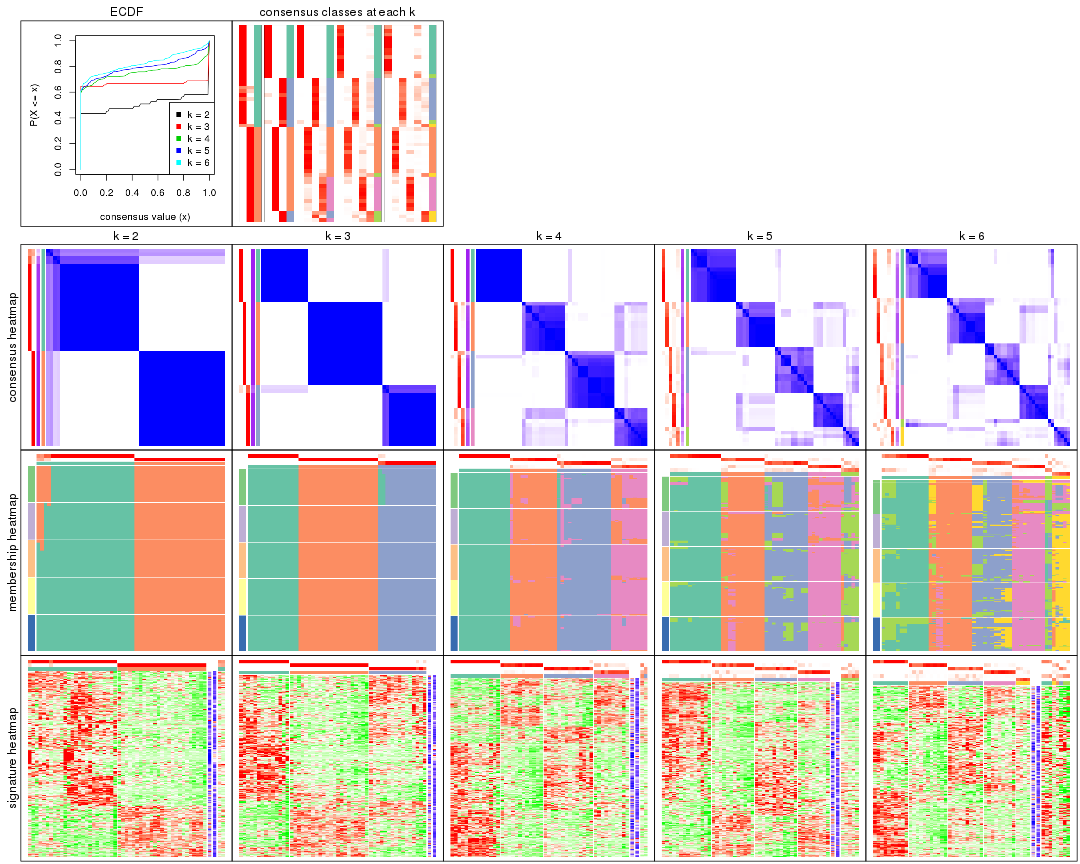 ECDF
consensus classes at each k
P(X <= x)
0.0 0.2 0.4 0.6 0.8 1.0
k = 2
k = 3
k = 4
k = 5
k = 6
0.0 0.2 0.4 0.6 0.8 1.0
consensus value (x)
k = 2 k = 3 k = 4 k = 5 k = 6
consensus heatmap
membership heatmap
signature heatmap